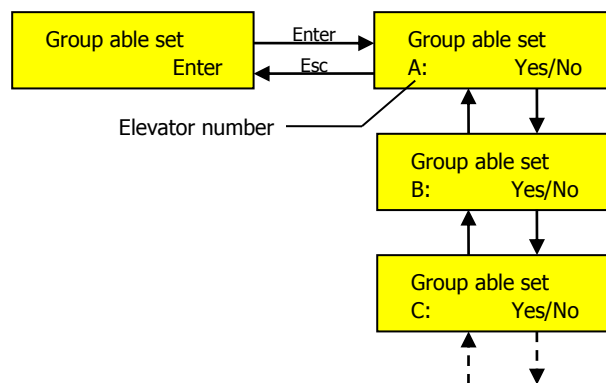 Group able set
Enter
Enter
Esc
Group able set
A: Yes/No
Elevator number
Group able set
B: Yes/No
Group able set
C: Yes/No